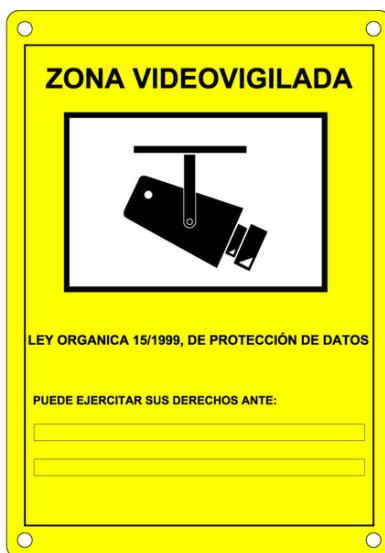 ZONA VIDEOVIGILADA
LEY ORGANICA 15/1999, DE PROTECCIÓN DE DATOS
PUEDE EJERCITAR SUS DERECHOS ANTE: